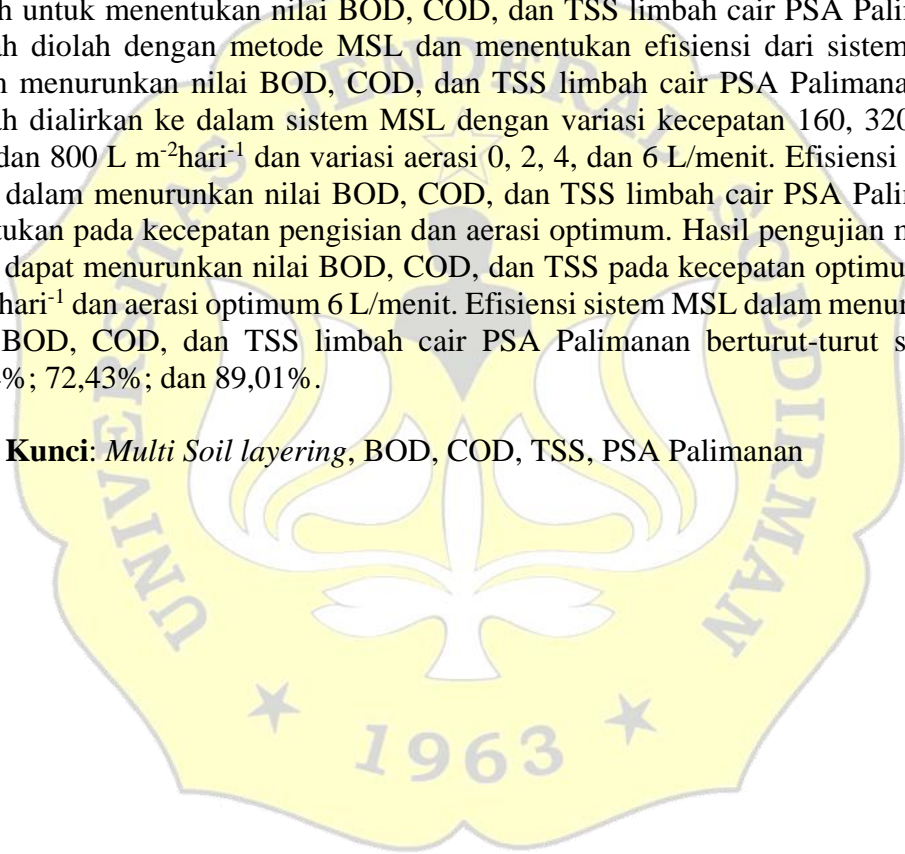 untuk menentukan nilai BOD, COD, dan TSS limbah cair PSA
diolah dengan metode MSL dan menentukan efisiensi dari sistem
menurunkan nilai BOD, COD, dan TSS limbah cair PSA
dialirkan ke dalam sistem MSL dengan variasi kecepatan 160, 320
dan 800 L m⁻²hari⁻¹ dan variasi aerasi 0, 2, 4, dan 6 L/menit. Efisiensi
dalam menurunkan nilai BOD, COD, dan TSS limbah cair PSA
pada kecepatan pengisian dan aerasi optimum. Hasil pengujian
dapat menurunkan nilai BOD, COD, dan TSS pada kecepatan
hari⁻¹ dan aerasi optimum 6 L/menit. Efisiensi sistem MSL dalam
BOD, COD, dan TSS limbah cair PSA Palimanan berturut-turut
%; 72,43%; dan 89,01%.
Kunci: Multi Soil layering, BOD, COD, TSS, PSA Palimanan
UNIVERSITAS JENDERAL SOEDIRMAN
1963